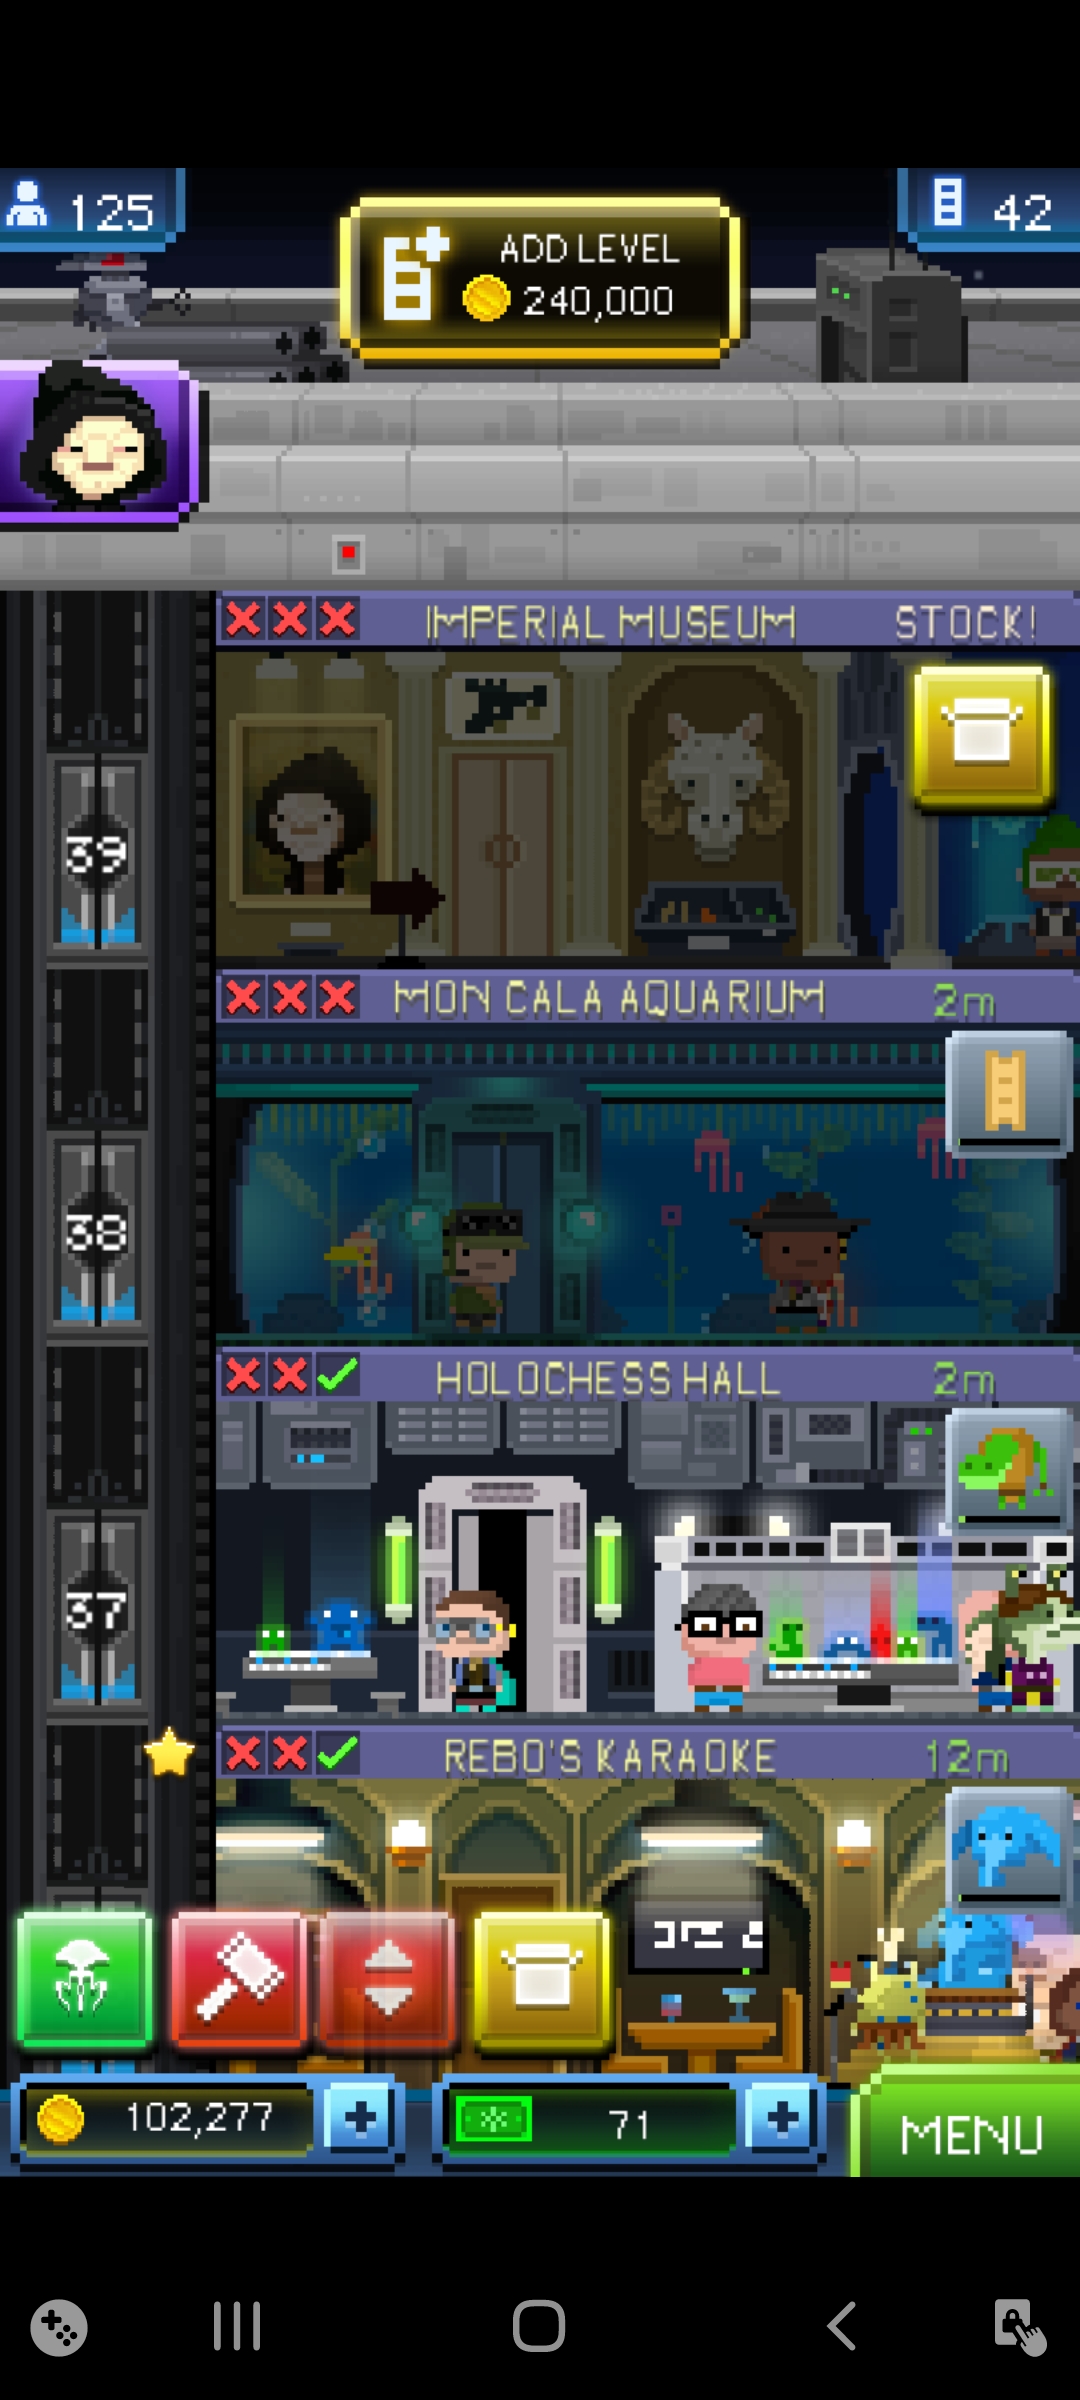 125
ADD LEVEL
240,000
42
IMPERIAL MUSEUM STOCK!
39
MON CALA AQUARIUM 2m
38
HOLOCHESS HALL 2m
37
REBO'S KARAOKE 12m
102,277
71
MENU